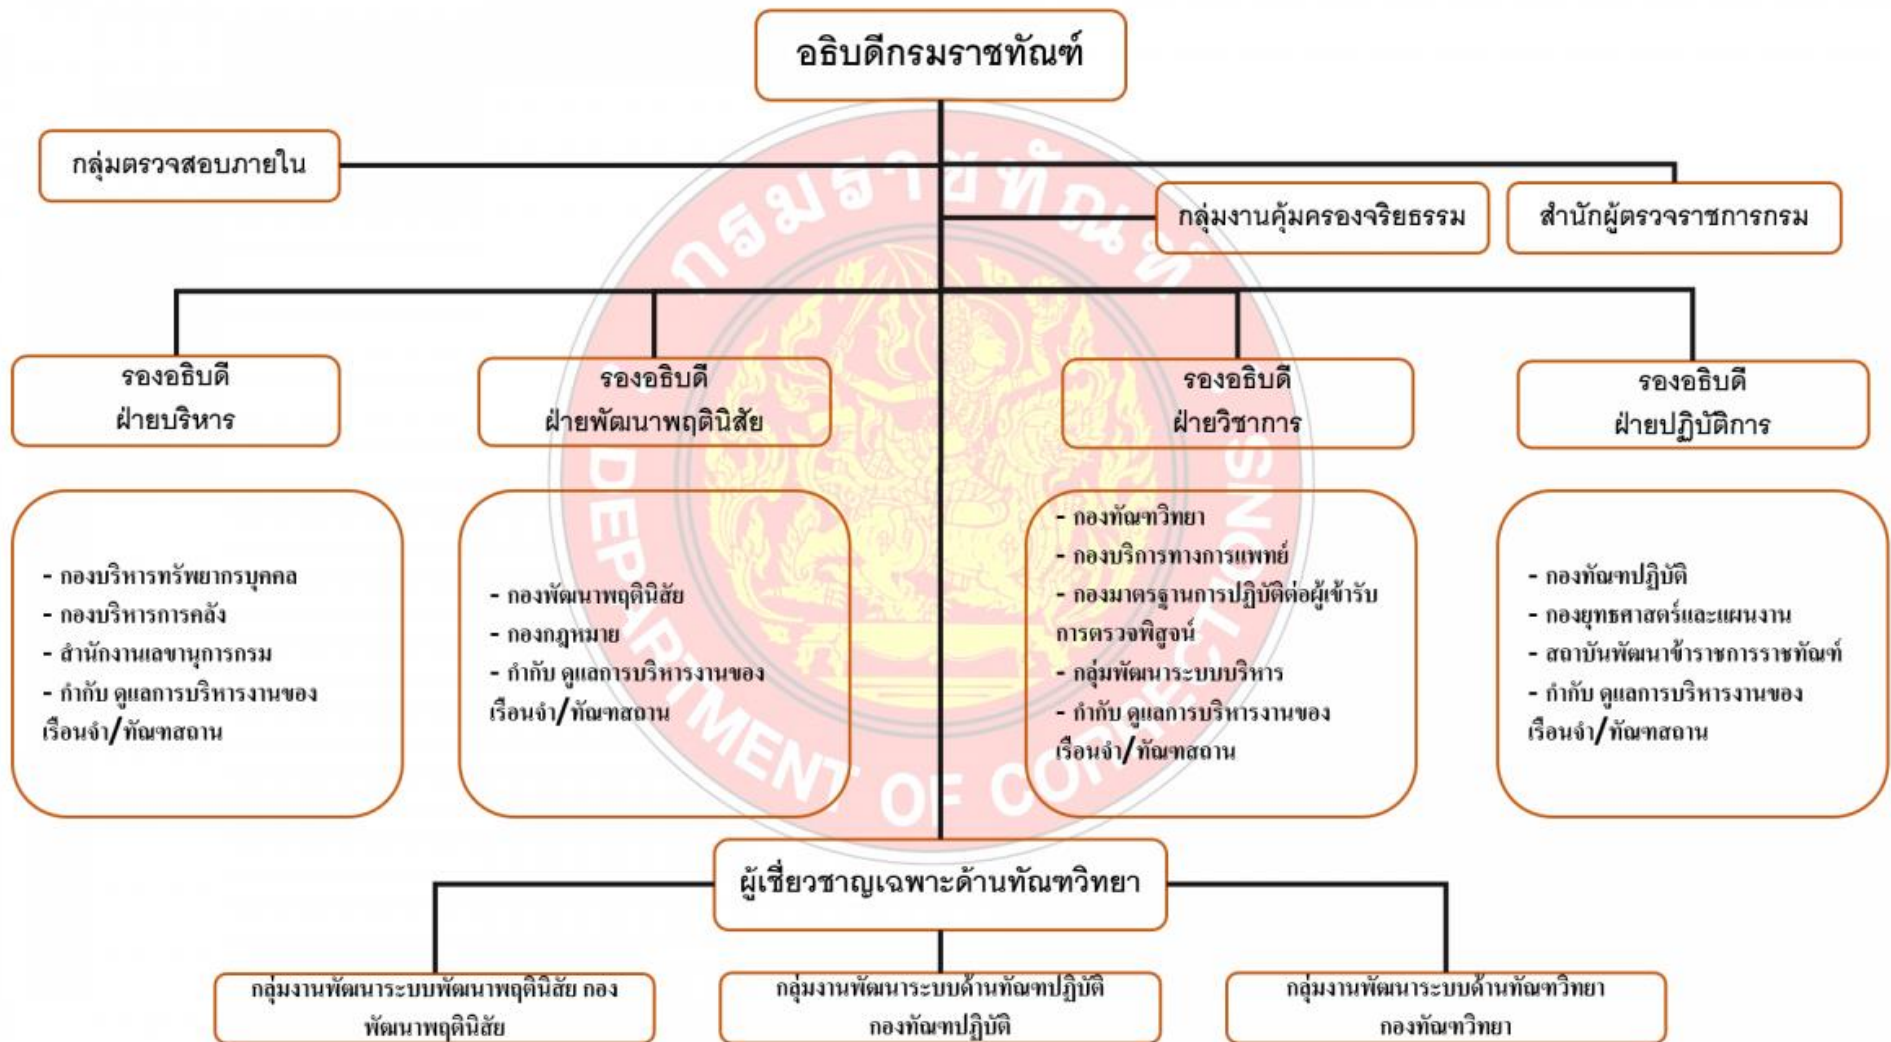 อธิบดีกรมราชทัณฑ์
กลุ่มตรวจสอบภายใน
กลุ่มงานคุ้มครองจริยธรรม
สำนักผู้ตรวจราชการกรม
รองอธิบดี
ฝ่ายบริหาร
รองอธิบดี
ฝ่ายพัฒนาพฤตินิสัย
รองอธิบดี
ฝ่ายวิชาการ
รองอธิบดี
ฝ่ายปฏิบัติการ
- กองบริหารทรัพยากรบุคคล
- กองบริหารการคลัง
- สำนักงานเลขานุการกรม
- กำกับ ดูแลการบริหารงานของ
เรือนจำ/ทัณฑสถาน
- กองพัฒนาพฤตินิสัย
- กองกฎหมาย
- กำกับ ดูแลการบริหารงานของ
เรือนจำ/ทัณฑสถาน
- กองทัณฑวิทยา
- กองบริการทางการแพทย์
- กองมาตรฐานการปฏิบัติต่อผู้เข้ารับ
การตรวจพิสูจน์
- กลุ่มพัฒนาระบบบริหาร
- กำกับ ดูแลการบริหารงานของ
เรือนจำ/ทัณฑสถาน
- กองทัณฑปฏิบัติ
- กองยุทธศาสตร์และแผนงาน
- สถาบันพัฒนาข้าราชการราชทัณฑ์
- กำกับ ดูแลการบริหารงานของ
เรือนจำ/ทัณฑสถาน
ผู้เชี่ยวชาญเฉพาะด้านทัณฑวิทยา
กลุ่มงานพัฒนาระบบพัฒนาพฤตินิสัย กอง
พัฒนาพฤตินิสัย
กลุ่มงานพัฒนาระบบด้านทัณฑปฏิบัติ
กองทัณฑปฏิบัติ
กลุ่มงานพัฒนาระบบด้านทัณฑวิทยา
กองทัณฑวิทยา
กรมราชทัณฑ์
DEPARTMENT OF CORRECTIONS